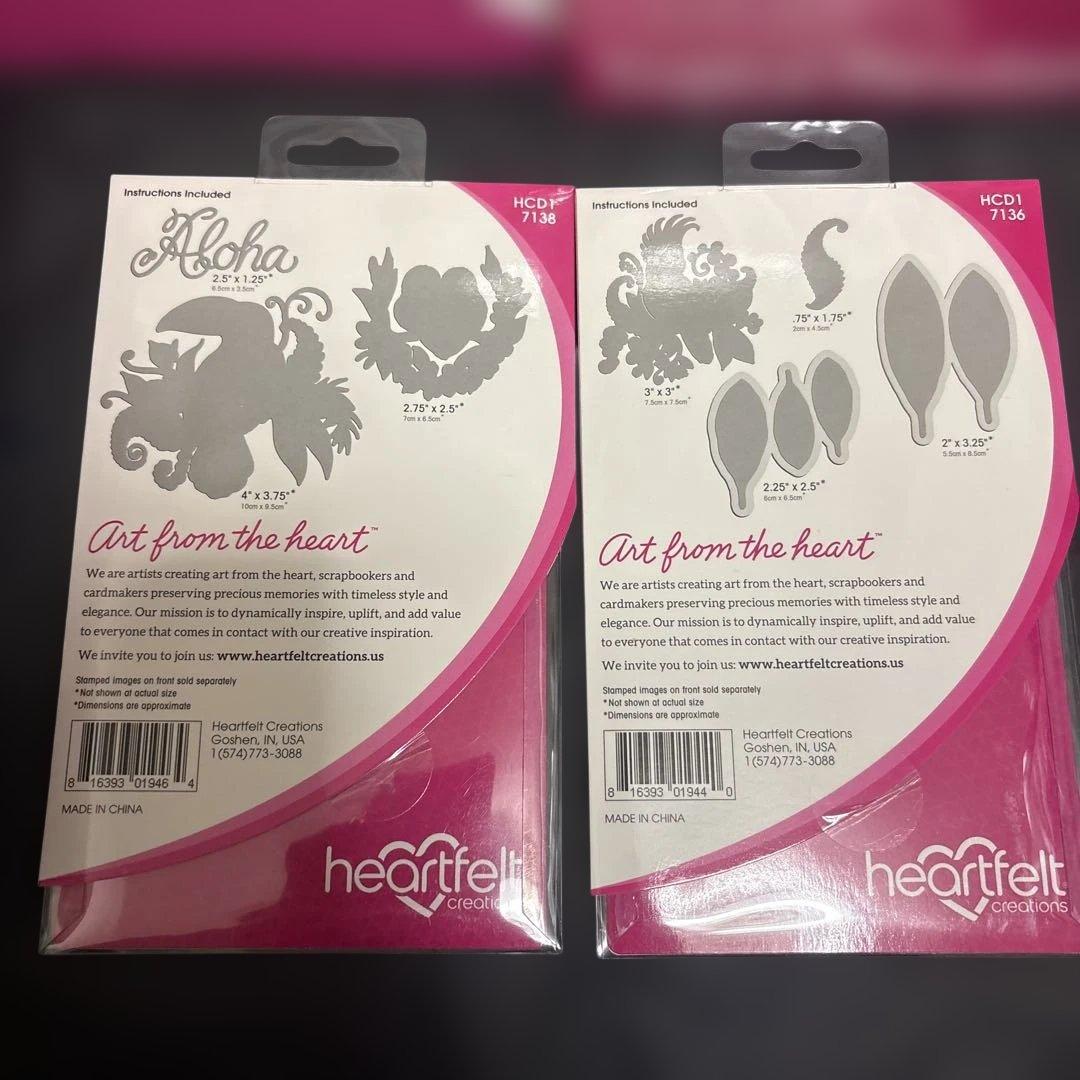 Instructions Included
HCD1
7138
Aloha
2.5" x 1.25"*
6.5cm x 3.5cm*
2.75" x 2.5"*
7cm x 6.5cm*
4" x 3.75"*
10cm x 9.5cm*
Art from the heart™
We are artists creating art from the heart, scrapbookers and
cardmakers preserving precious memories with timeless style and
elegance. Our mission is to dynamically inspire, uplift, and add value
to everyone that comes in contact with our creative inspiration.
We invite you to join us: www.heartfeltcreations.us
Stamped images on front sold separately
*Not shown at actual size
*Dimensions are approximate
Heartfelt Creations
Goshen, IN, USA
1(574)773-3088
8 16393 01946 4
MADE IN CHINA
heartfelt
creations
Instructions Included
HCD1
7136
.75" x 1.75"*
2cm x 4.5cm*
3" x 3"*
7.5cm x 7.5cm*
2" x 3.25"*
5.5cm x 8.5cm*
2.25" x 2.5"*
6cm x 6.5cm*
Art from the heart™
We are artists creating art from the heart, scrapbookers and
cardmakers preserving precious memories with timeless style and
elegance. Our mission is to dynamically inspire, uplift, and add value
to everyone that comes in contact with our creative inspiration.
We invite you to join us: www.heartfeltcreations.us
Stamped images on front sold separately
*Not shown at actual size
*Dimensions are approximate
Heartfelt Creations
Goshen, IN, USA
1(574)773-3088
8 16393 01944 0
MADE IN CHINA
heartfelt
creations